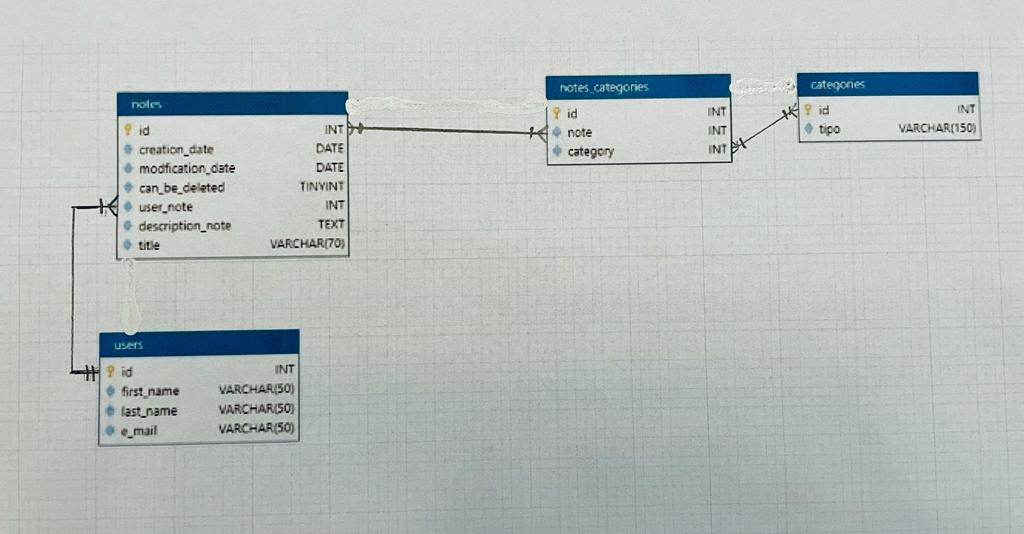 notes
id INT
creation_date DATE
modfication_date DATE
can_be_deleted TINYINT
user_note INT
description_note TEXT
title VARCHAR(70)
notes_categories
id INT
note INT
category INT
categories
id INT
tipo VARCHAR(150)
users
id INT
first_name VARCHAR(50)
last_name VARCHAR(50)
e_mail VARCHAR(50)